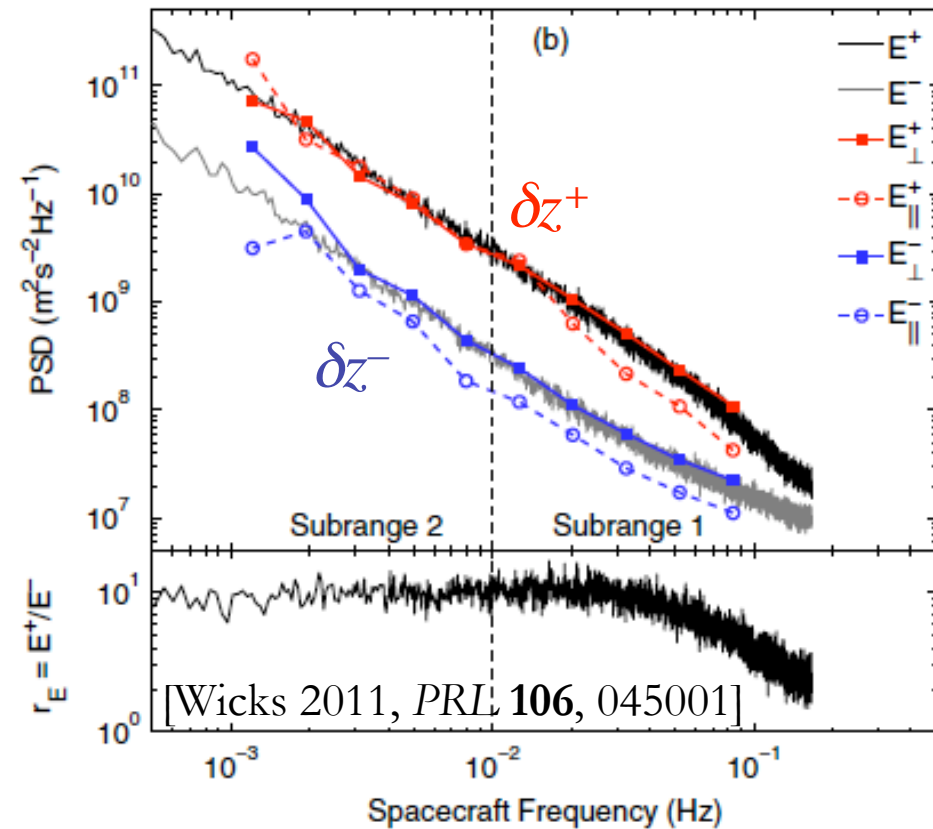 (b)
E⁺
E⁻
E⁺⊥
E⁺∥
E⁻⊥
E⁻∥
δz⁺
δz⁻
PSD (m²s⁻²Hz⁻¹)
10¹¹
10¹⁰
10⁹
10⁸
10⁷
Subrange 2
Subrange 1
r_E = E⁺/E⁻
10¹
10⁰
[Wicks 2011, PRL 106, 045001]
10⁻³
10⁻²
10⁻¹
Spacecraft Frequency (Hz)